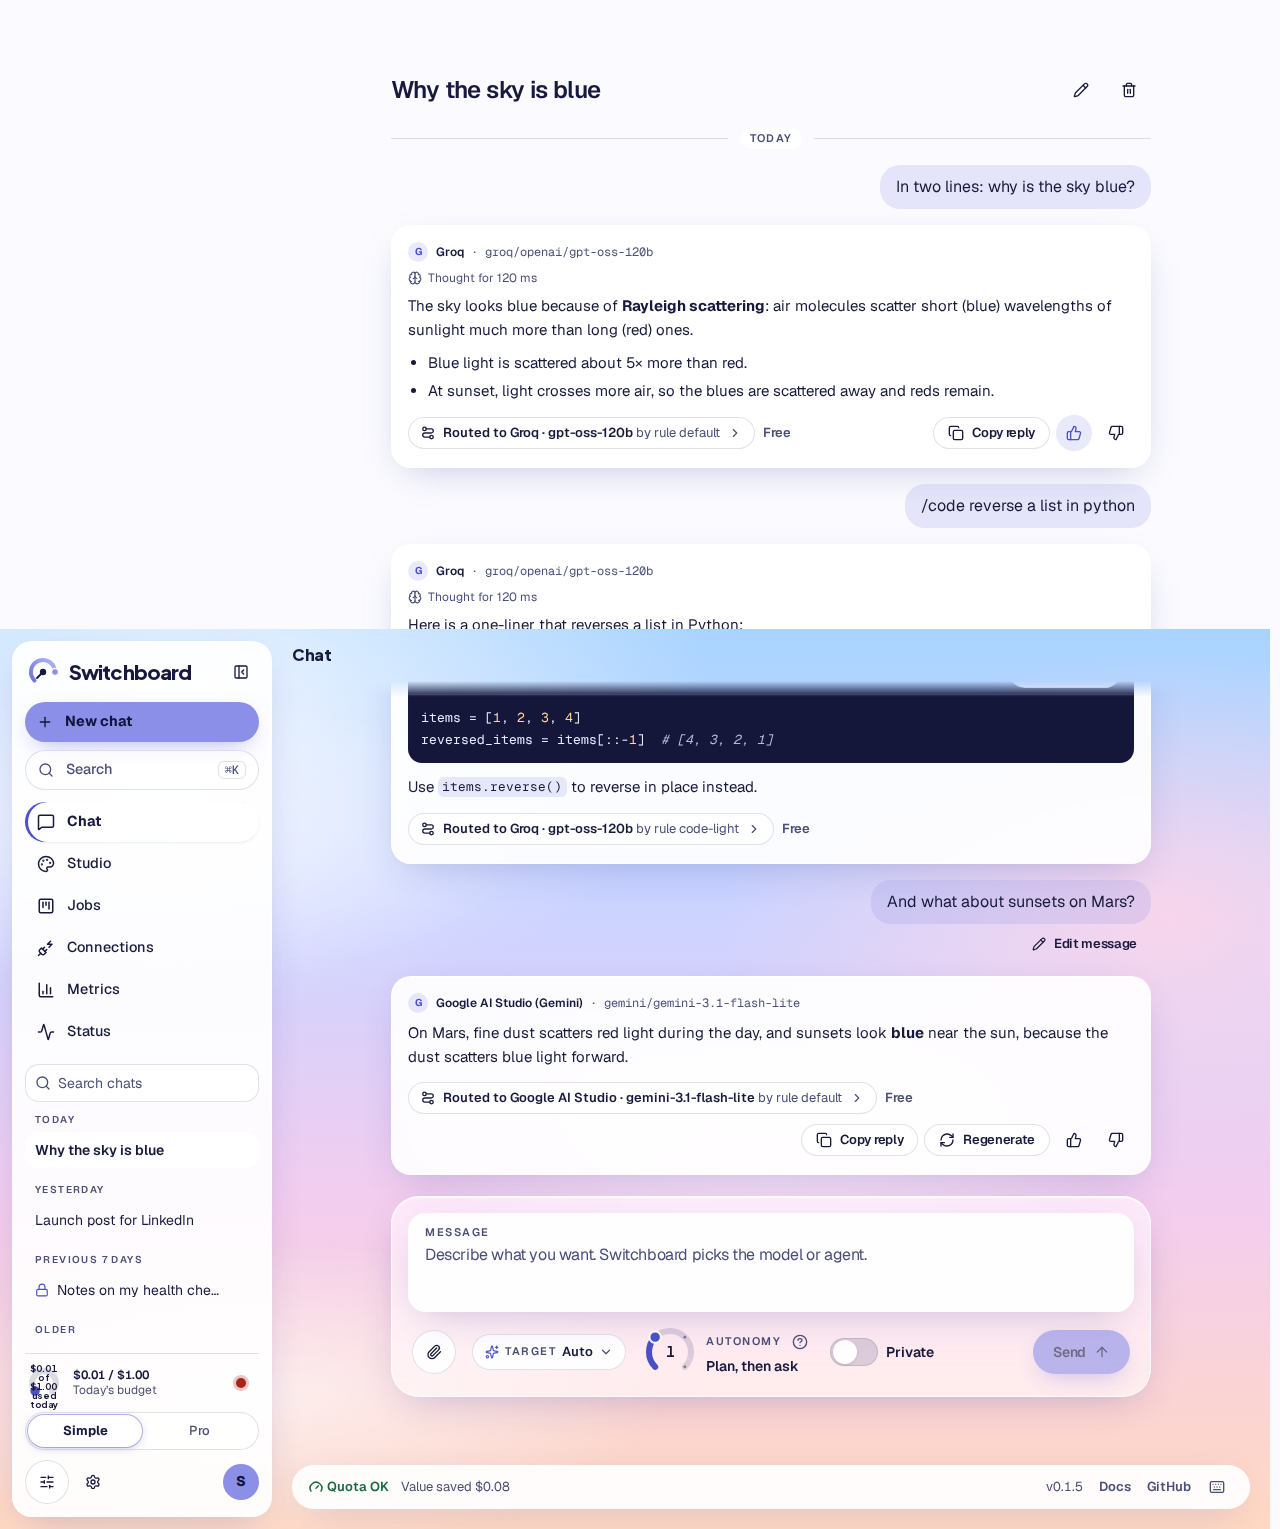 Why the sky is blue
TODAY
In two lines: why is the sky blue?
G Groq · groq/openai/gpt-oss-120b
Thought for 120 ms
The sky looks blue because of Rayleigh scattering: air molecules scatter short (blue) wavelengths of
sunlight much more than long (red) ones.
• Blue light is scattered about 5× more than red.
• At sunset, light crosses more air, so the blues are scattered away and reds remain.
Routed to Groq · gpt-oss-120b by rule default Free Copy reply
/code reverse a list in python
G Groq · groq/openai/gpt-oss-120b
Thought for 120 ms
Here is a one-liner that reverses a list in Python:
Switchboard
New chat
Search ⌘K
Chat
Studio
Jobs
Connections
Metrics
Status
Search chats
TODAY
Why the sky is blue
YESTERDAY
Launch post for LinkedIn
PREVIOUS 7 DAYS
Notes on my health che…
OLDER
$0.01
of
$1.00
used
today
$0.01 / $1.00
Today's budget
Simple Pro
S
Chat
items = [1, 2, 3, 4]
reversed_items = items[::-1] # [4, 3, 2, 1]
Use items.reverse() to reverse in place instead.
Routed to Groq · gpt-oss-120b by rule code-light Free
And what about sunsets on Mars?
Edit message
G Google AI Studio (Gemini) · gemini/gemini-3.1-flash-lite
On Mars, fine dust scatters red light during the day, and sunsets look blue near the sun, because the
dust scatters blue light forward.
Routed to Google AI Studio · gemini-3.1-flash-lite by rule default Free
Copy reply Regenerate
MESSAGE
Describe what you want. Switchboard picks the model or agent.
TARGET Auto
1
AUTONOMY
Plan, then ask
Private
Send
Quota OK Value saved $0.08 v0.1.5 Docs GitHub